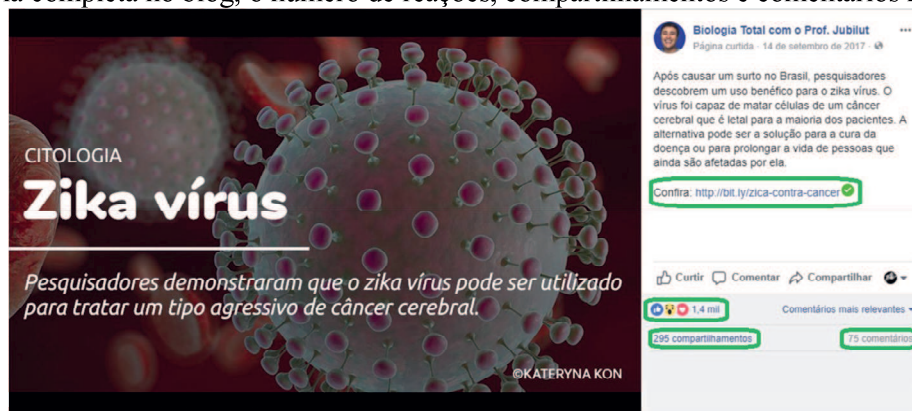 CITOLOGIA
Zika vírus
Pesquisadores demonstraram que o zika vírus pode ser utilizado
para tratar um tipo agressivo de câncer cerebral.
©KATERYNA KON
Biologia Total com o Prof. Jubilut
Página curtida · 14 de setembro de 2017 ·
Após causar um surto no Brasil, pesquisadores
descobrem um uso benéfico para o zika vírus. O
vírus foi capaz de matar células de um câncer
cerebral que é letal para a maioria dos pacientes. A
alternativa pode ser a solução para a cura da
doença ou para prolongar a vida de pessoas que
ainda são afetadas por ela.
Confira: http://bit.ly/zica-contra-cancer
Curtir Comentar Compartilhar
1,4 mil Comentários mais relevantes
295 compartilhamentos 75 comentários